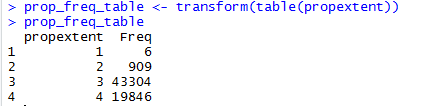 > prop_freq_table <- transform(table(propextent))
> prop_freq_table
  propextent  Freq
1          1     6
2          2   909
3          3 43304
4          4 19846